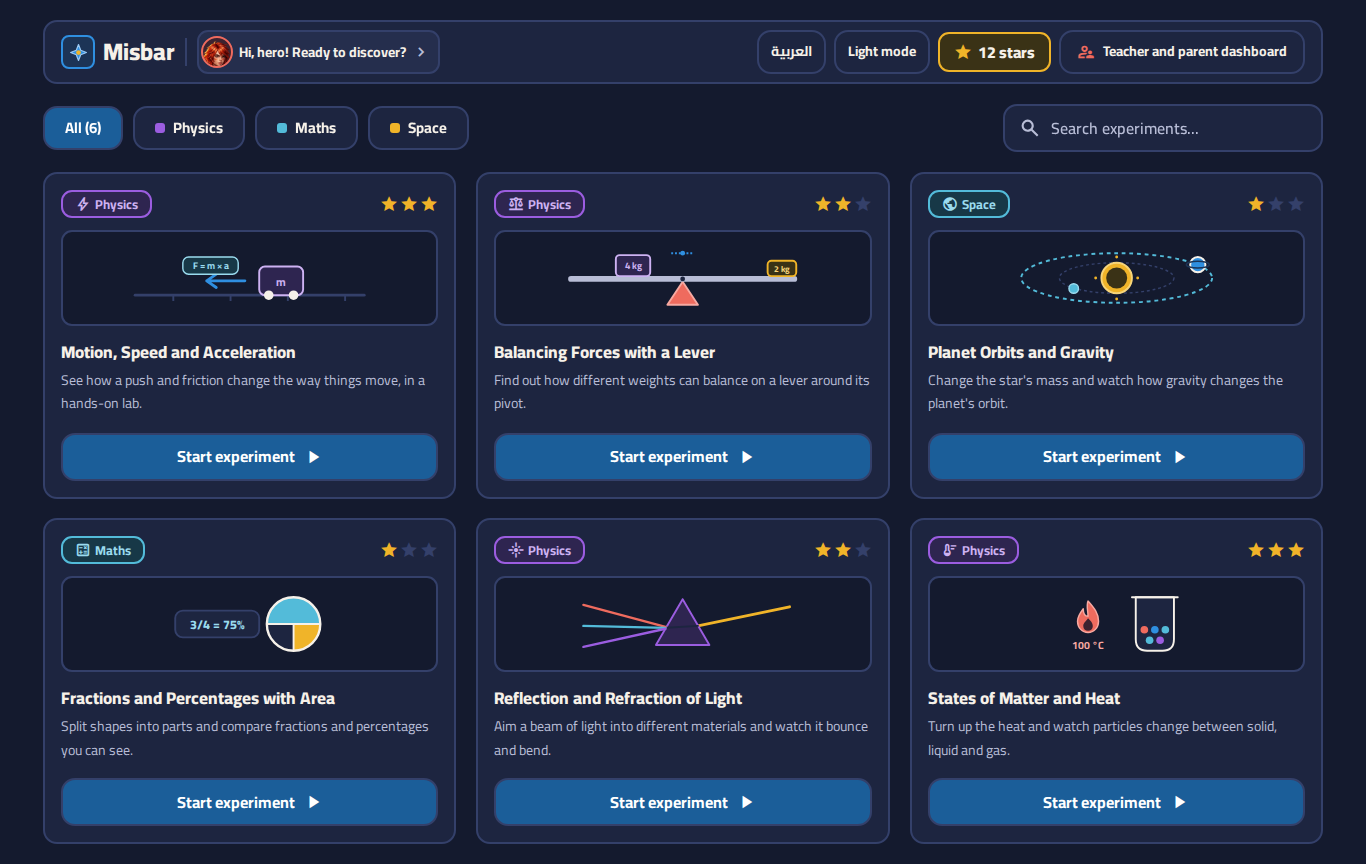 Misbar
Hi, hero! Ready to discover?
العربية
Light mode
12 stars
Teacher and parent dashboard
All (6)
Physics
Maths
Space
Search experiments...
Physics
F = m × a
m
Motion, Speed and Acceleration
See how a push and friction change the way things move, in a
hands-on lab.
Start experiment
Physics
4 kg
2 kg
Balancing Forces with a Lever
Find out how different weights can balance on a lever around its
pivot.
Start experiment
Space
Planet Orbits and Gravity
Change the star's mass and watch how gravity changes the
planet's orbit.
Start experiment
Maths
3/4 = 75%
Fractions and Percentages with Area
Split shapes into parts and compare fractions and percentages
you can see.
Start experiment
Physics
Reflection and Refraction of Light
Aim a beam of light into different materials and watch it bounce
and bend.
Start experiment
Physics
100 °C
States of Matter and Heat
Turn up the heat and watch particles change between solid,
liquid and gas.
Start experiment